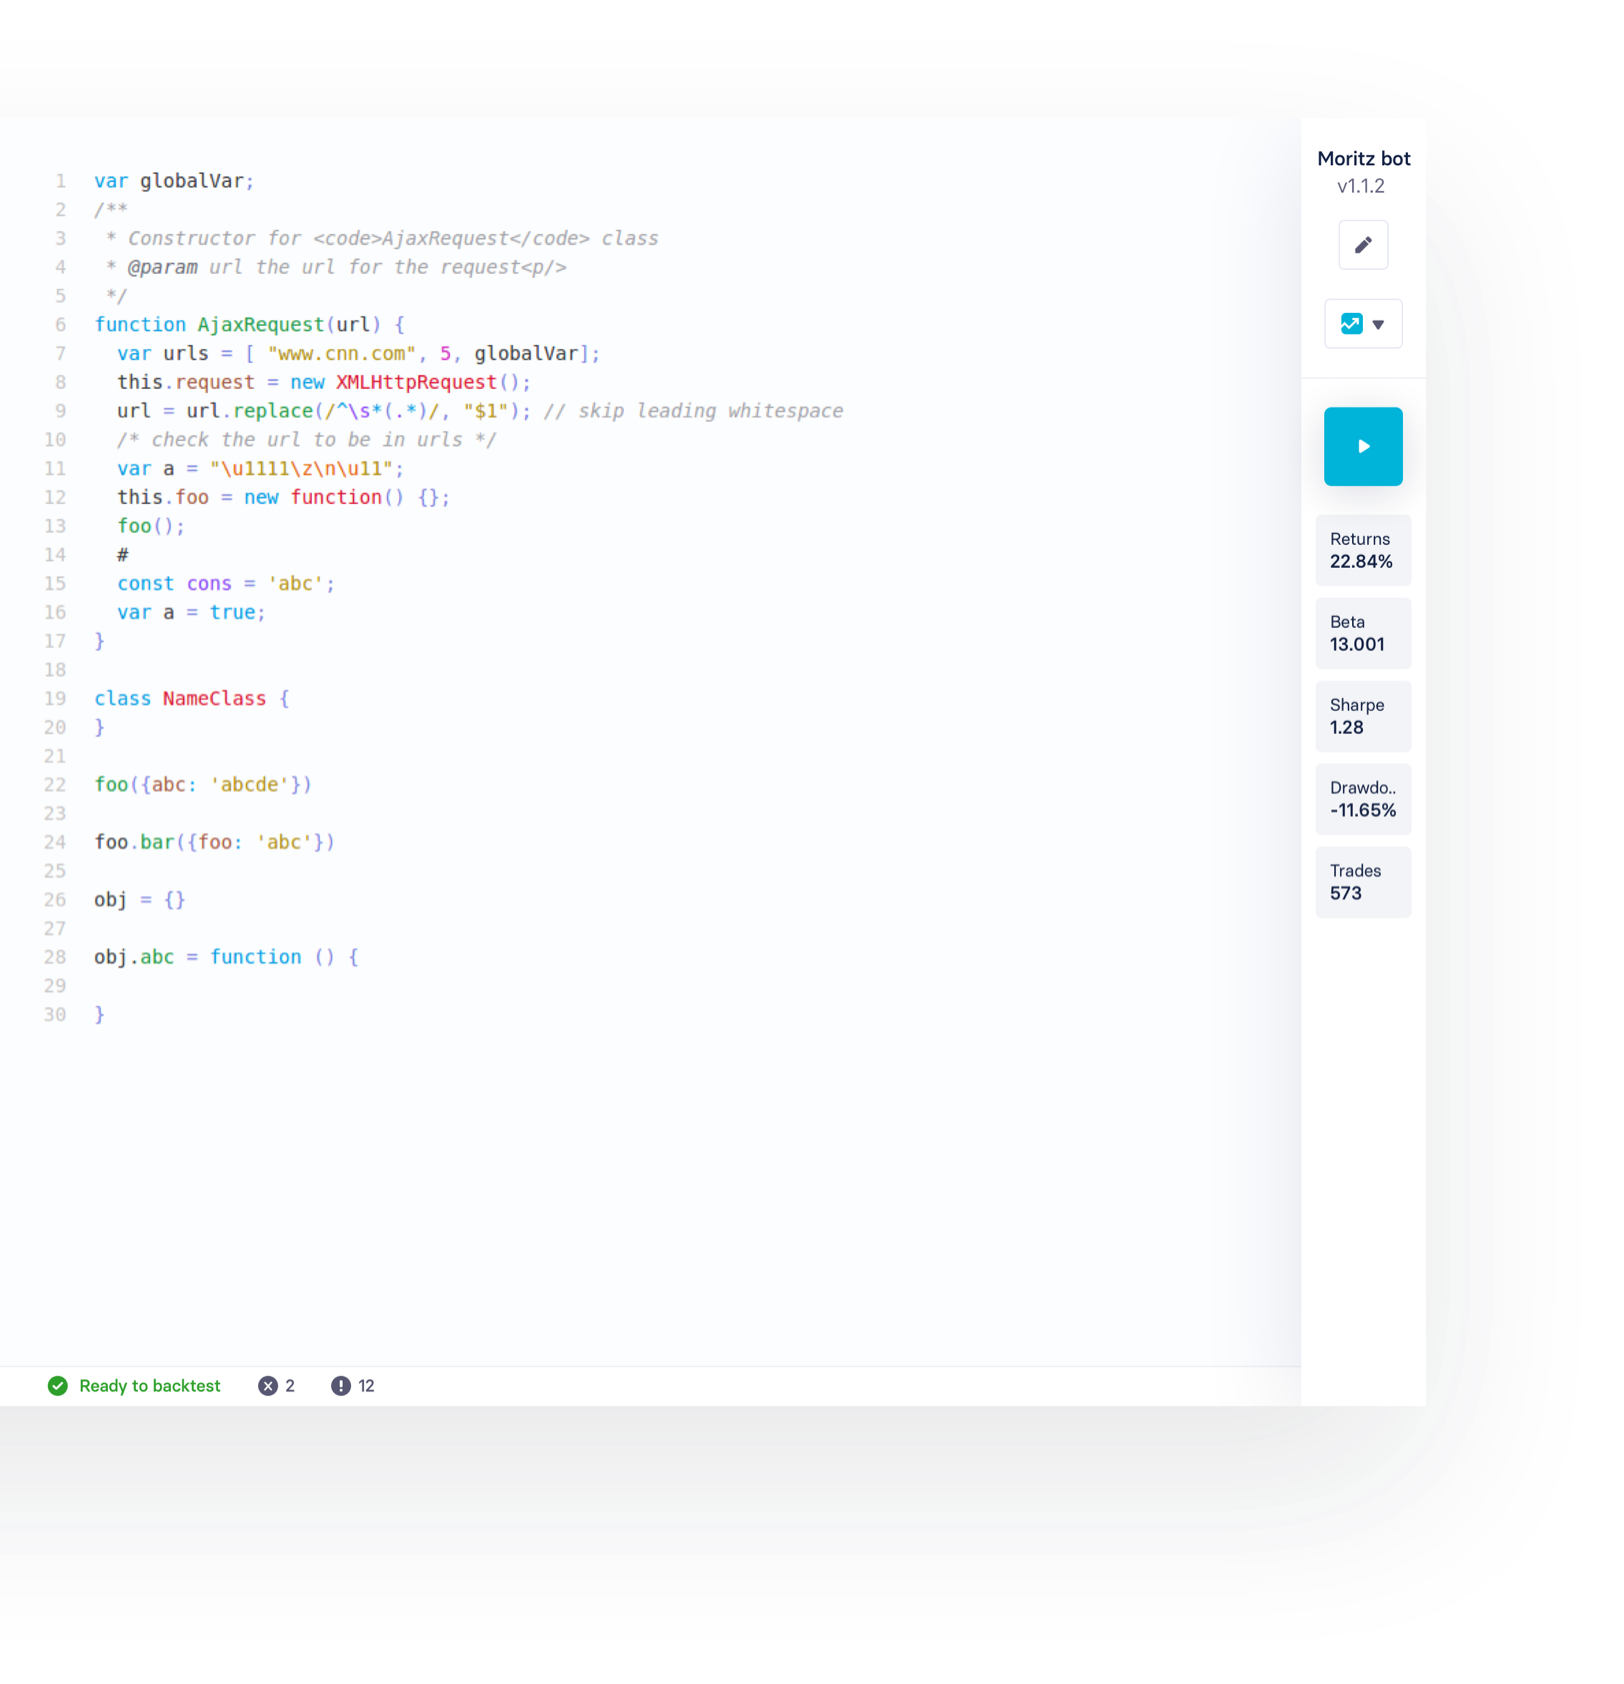 1 var globalVar;
2 /**
3  * Constructor for <code>AjaxRequest</code> class
4  * @param url the url for the request<p/>
5  */
6 function AjaxRequest(url) {
7   var urls = [ "www.cnn.com", 5, globalVar];
8   this.request = new XMLHttpRequest();
9   url = url.replace(/^\s*(.*)/, "$1"); // skip leading whitespace
10   /* check the url to be in urls */
11   var a = "\u1111\z\n\u11";
12   this.foo = new function() {};
13   foo();
14   #
15   const cons = 'abc';
16   var a = true;
17 }
18
19 class NameClass {
20 }
21
22 foo({abc: 'abcde'})
23
24 foo.bar({foo: 'abc'})
25
26 obj = {}
27
28 obj.abc = function () {
29
30 }
Ready to backtest 2 12
Moritz bot
v1.1.2
Returns
22.84%
Beta
13.001
Sharpe
1.28
Drawdo..
-11.65%
Trades
573